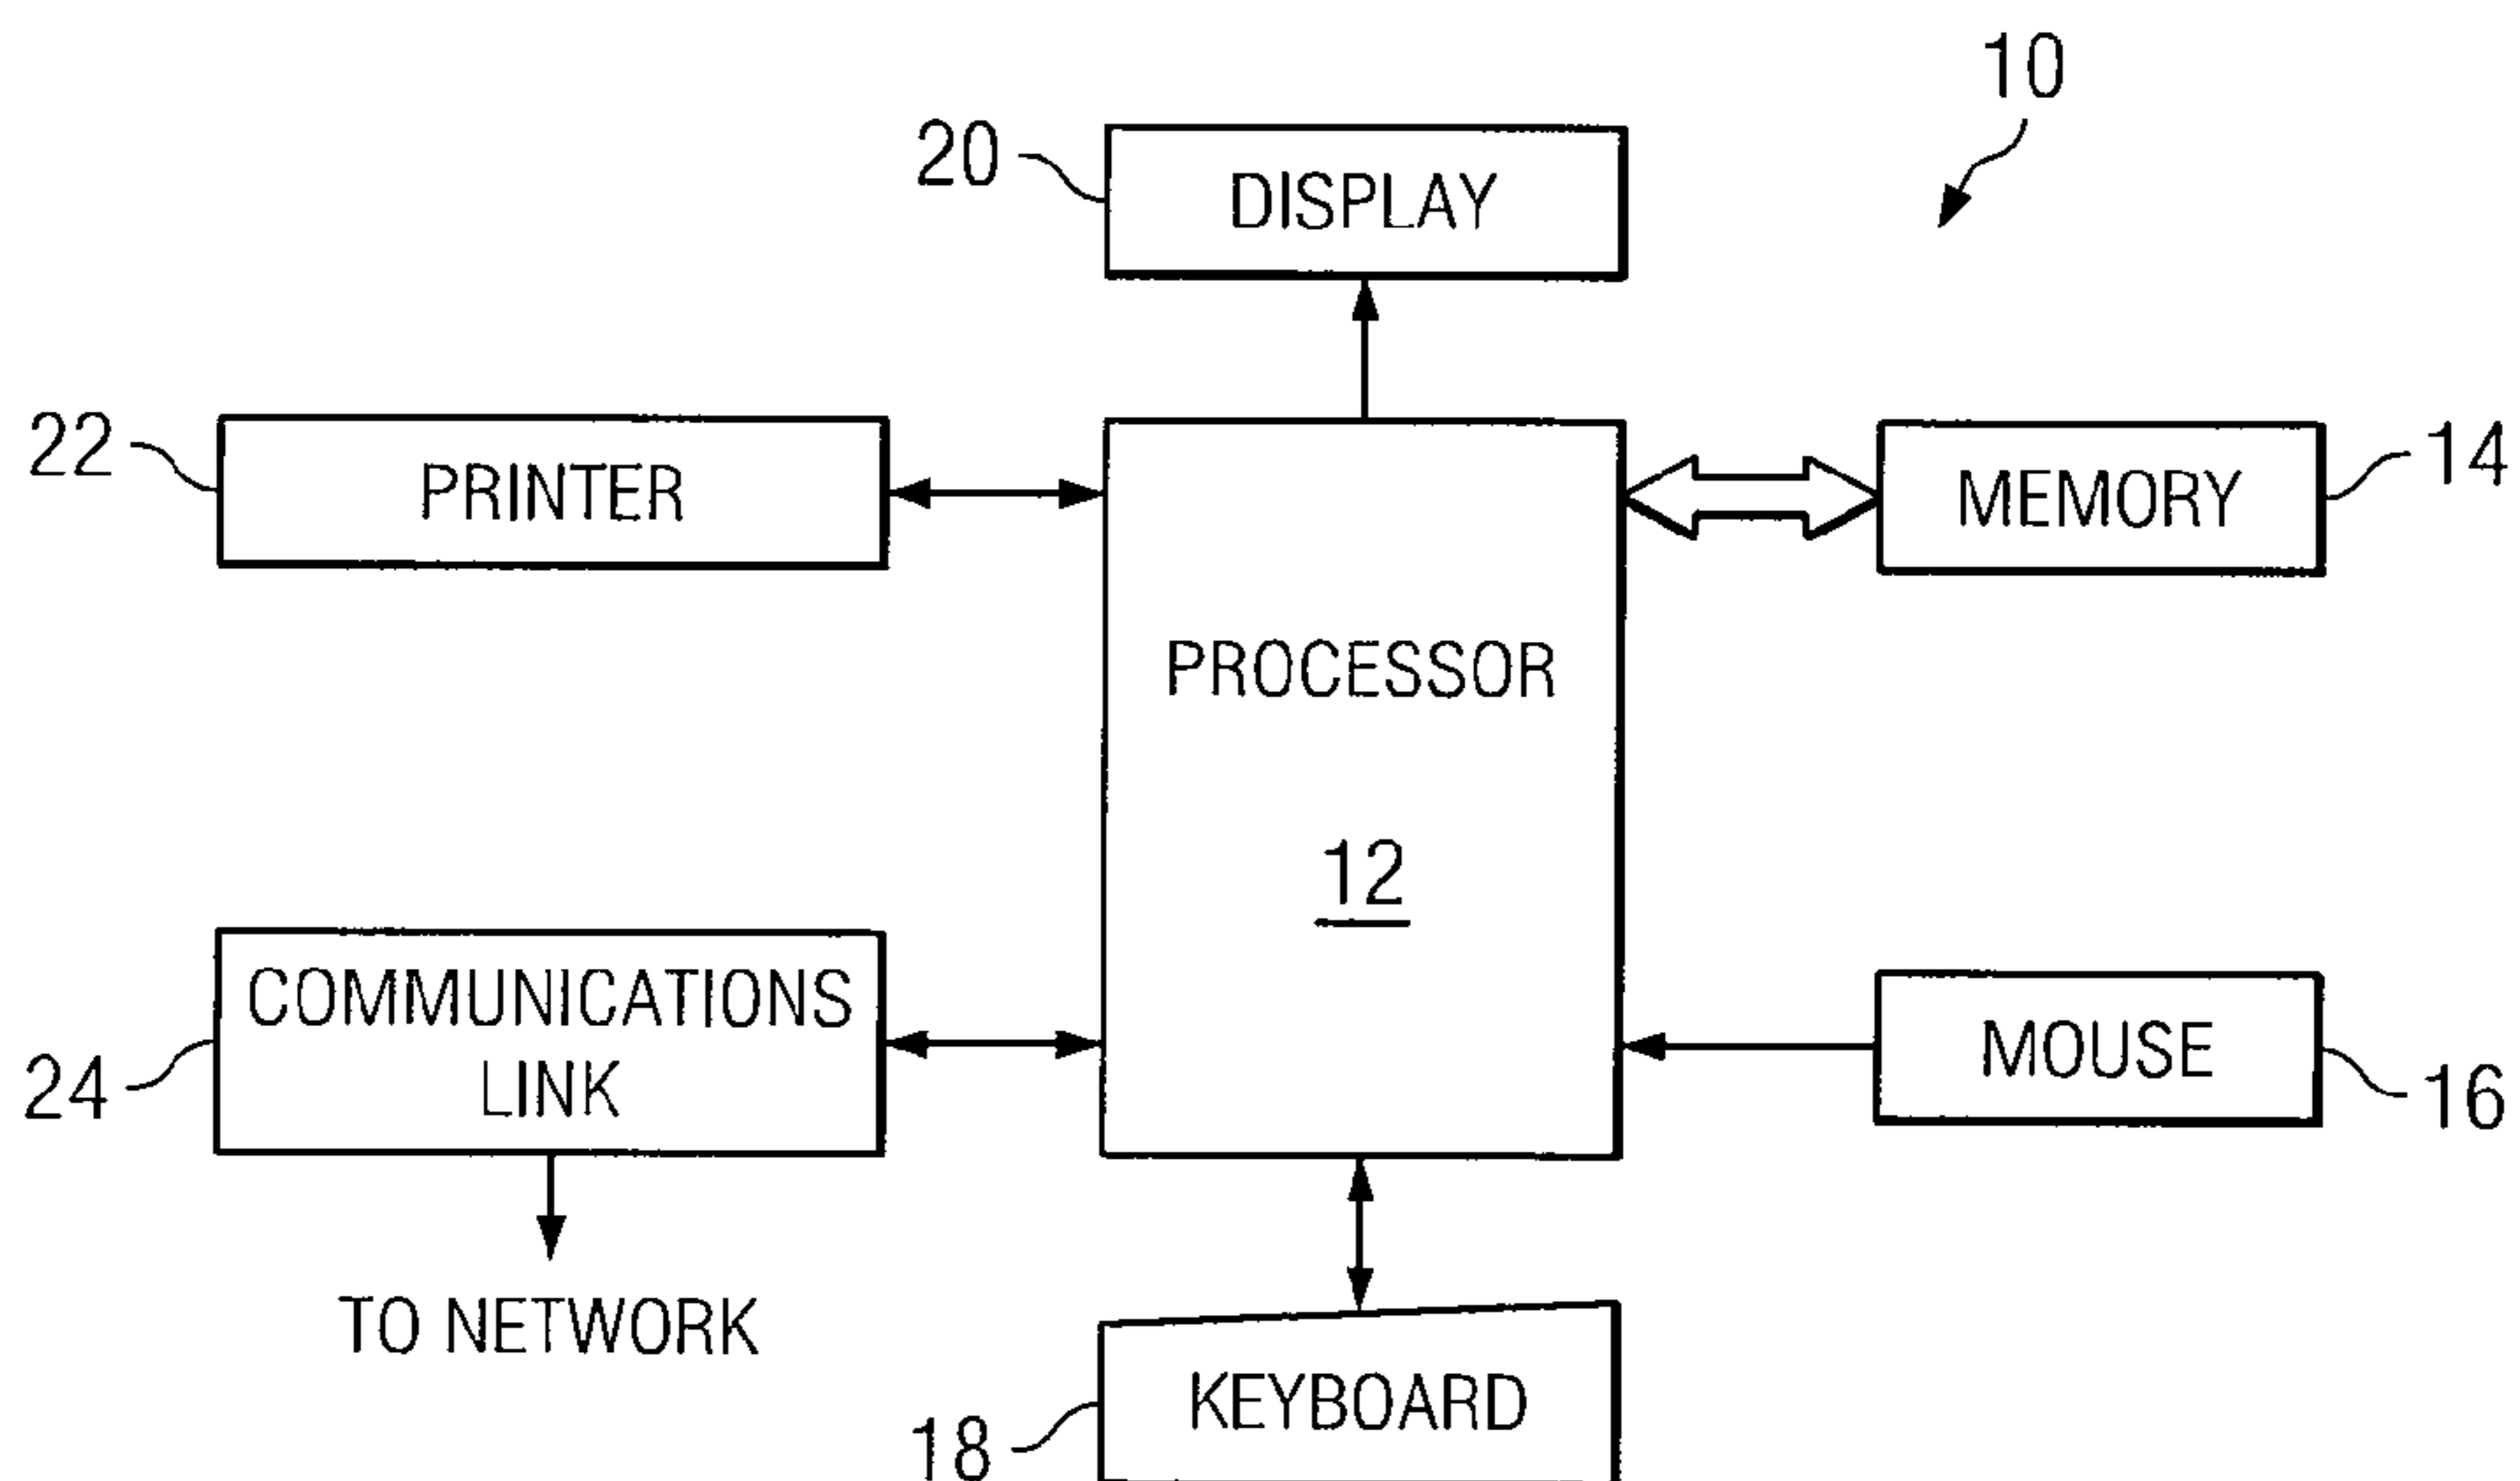 10
20
DISPLAY
22
PRINTER
MEMORY
14
PROCESSOR
12
COMMUNICATIONS
LINK
24
MOUSE
16
TO NETWORK
KEYBOARD
18